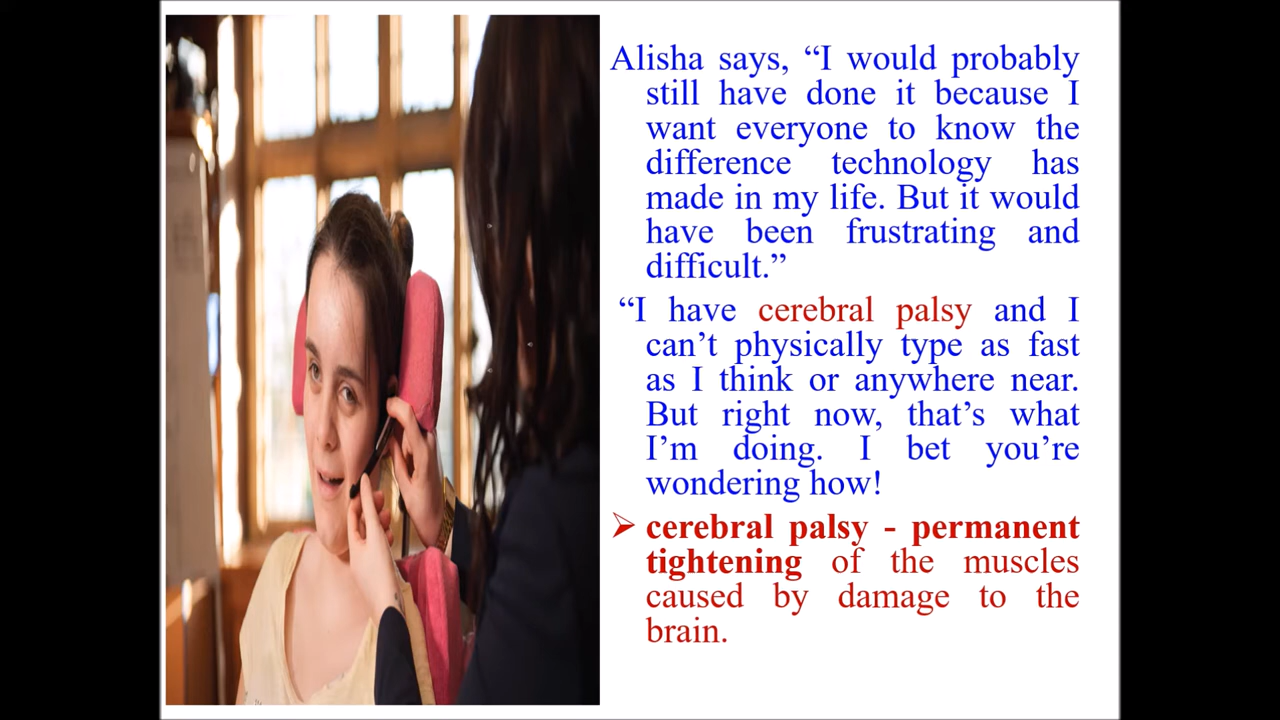 Alisha says, “I would probably
still have done it because I
want everyone to know the
difference technology has
made in my life. But it would
have been frustrating and
difficult.”
“I have cerebral palsy and I
can’t physically type as fast
as I think or anywhere near.
But right now, that’s what
I’m doing. I bet you’re
wondering how!
➢ cerebral palsy - permanent
tightening of the muscles
caused by damage to the
brain.